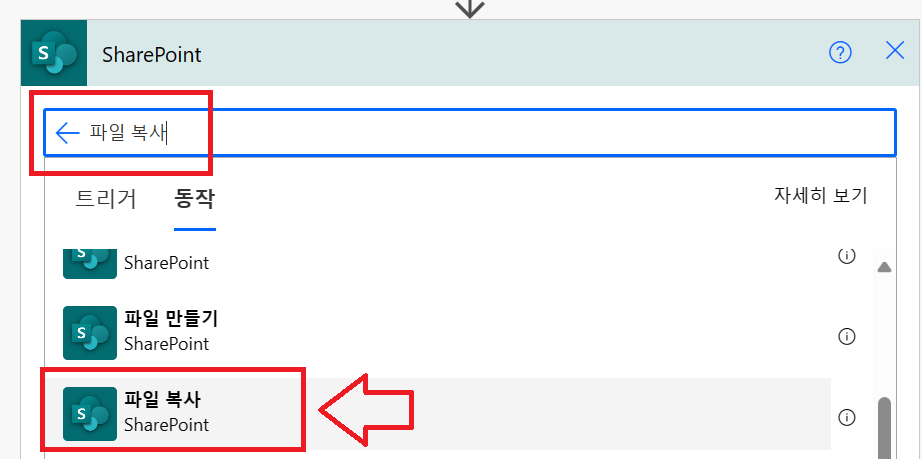 SharePoint
파일 복사
트리거 동작 자세히 보기
SharePoint
파일 만들기
SharePoint
파일 복사
SharePoint